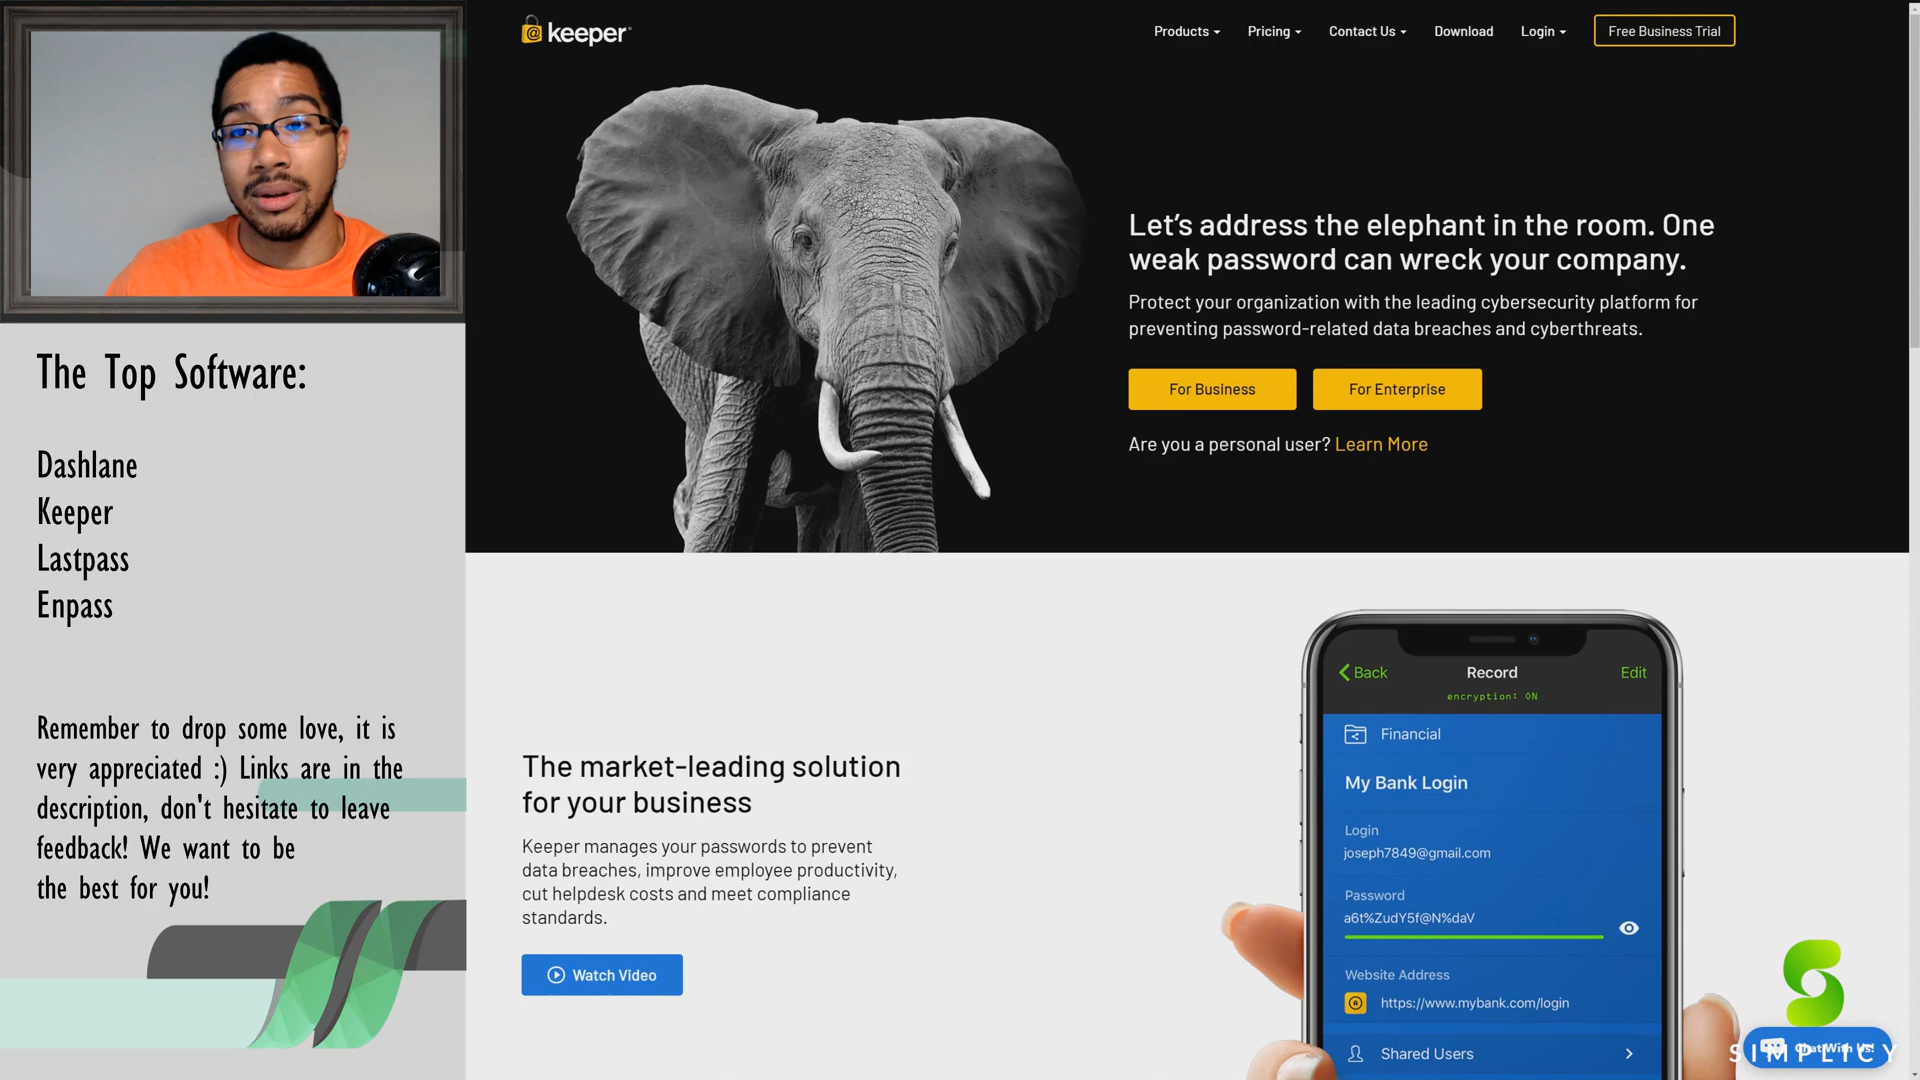 keeper
Products
Pricing
Contact Us
Download
Login
Free Business Trial
Let's address the elephant in the room. One
weak password can wreck your company.
Protect your organization with the leading cybersecurity platform for
preventing password-related data breaches and cyberthreats.
For Business
For Enterprise
Are you a personal user? Learn More
The Top Software:
Dashlane
Keeper
Lastpass
Enpass
Remember to drop some love, it is
very appreciated :) Links are in the
description, don't hesitate to leave
feedback! We want to be
the best for you!
The market-leading solution
for your business
Keeper manages your passwords to prevent
data breaches, improve employee productivity,
cut helpdesk costs and meet compliance
standards.
Watch Video
Back
Record
Edit
encryption: ON
Financial
My Bank Login
Login
joseph7849@gmail.com
Password
a6t%ZudY5f@N%daV
Website Address
https://www.mybank.com/login
Shared Users
Chat With Us!
SIMPLICY